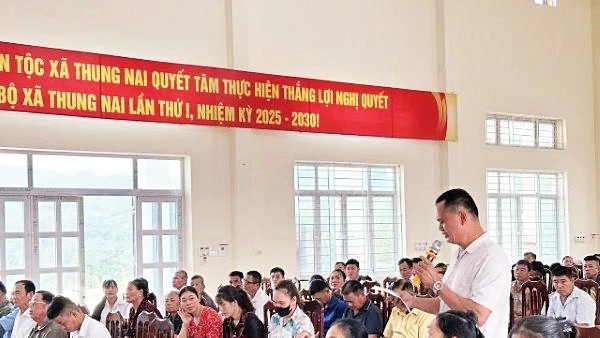 N TỘC XÃ THUNG NAI QUYẾT TÂM THỰC HIỆN THẮNG LỢI NGHỊ QUYẾT
BỘ XÃ THUNG NAI LẦN THỨ I, NHIỆM KỲ 2025 - 2030!